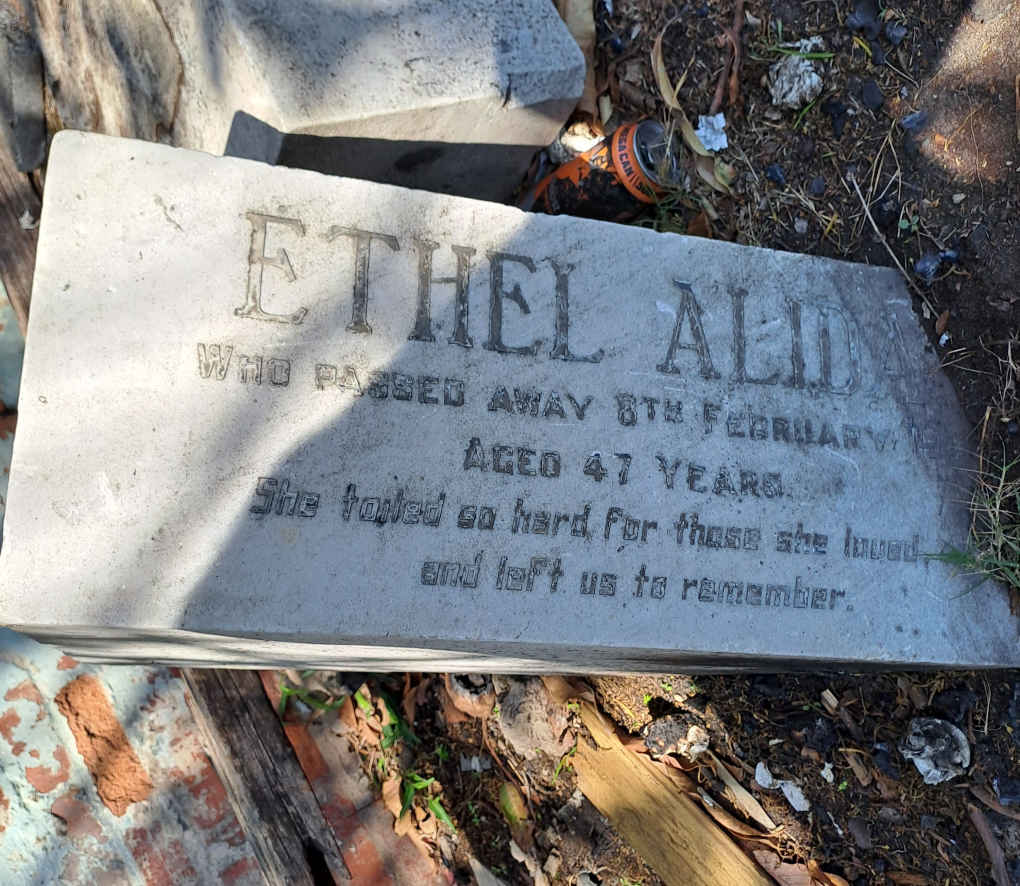 ETHEL ALIDA
WHO PASSED AWAY 8TH FEBRUARY
AGED 47 YEARS.
She toiled so hard for those she loved,
and left us to remember.